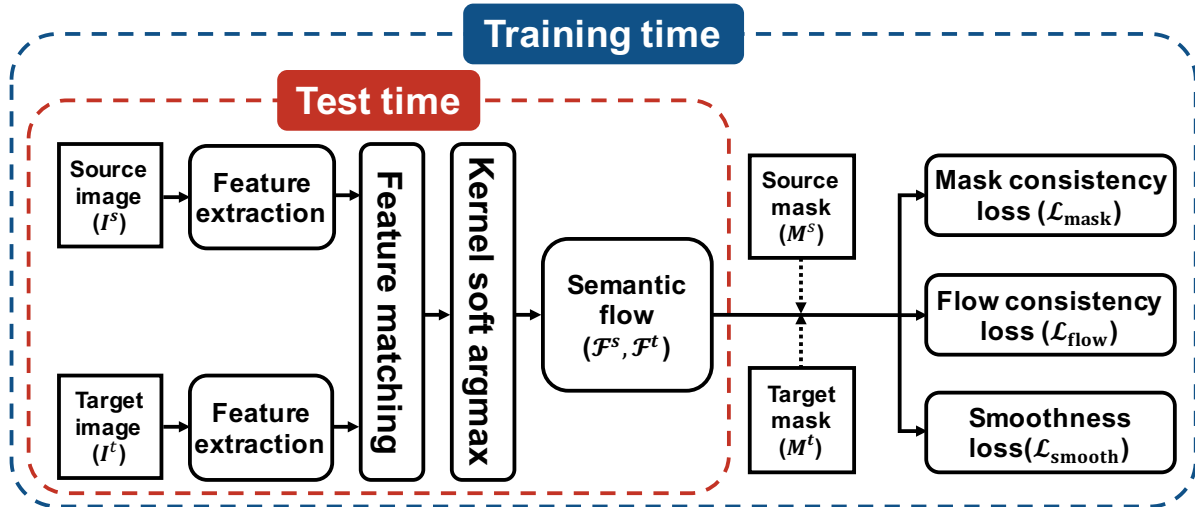 Training time
Test time
Source
image
(I^s)
Feature
extraction
Feature matching
Kernel soft argmax
Target
image
(I^t)
Feature
extraction
Semantic
flow
(𝓕^s, 𝓕^t)
Source
mask
(M^s)
Target
mask
(M^t)
Mask consistency
loss (𝓛_mask)
Flow consistency
loss (𝓛_flow)
Smoothness
loss(𝓛_smooth)